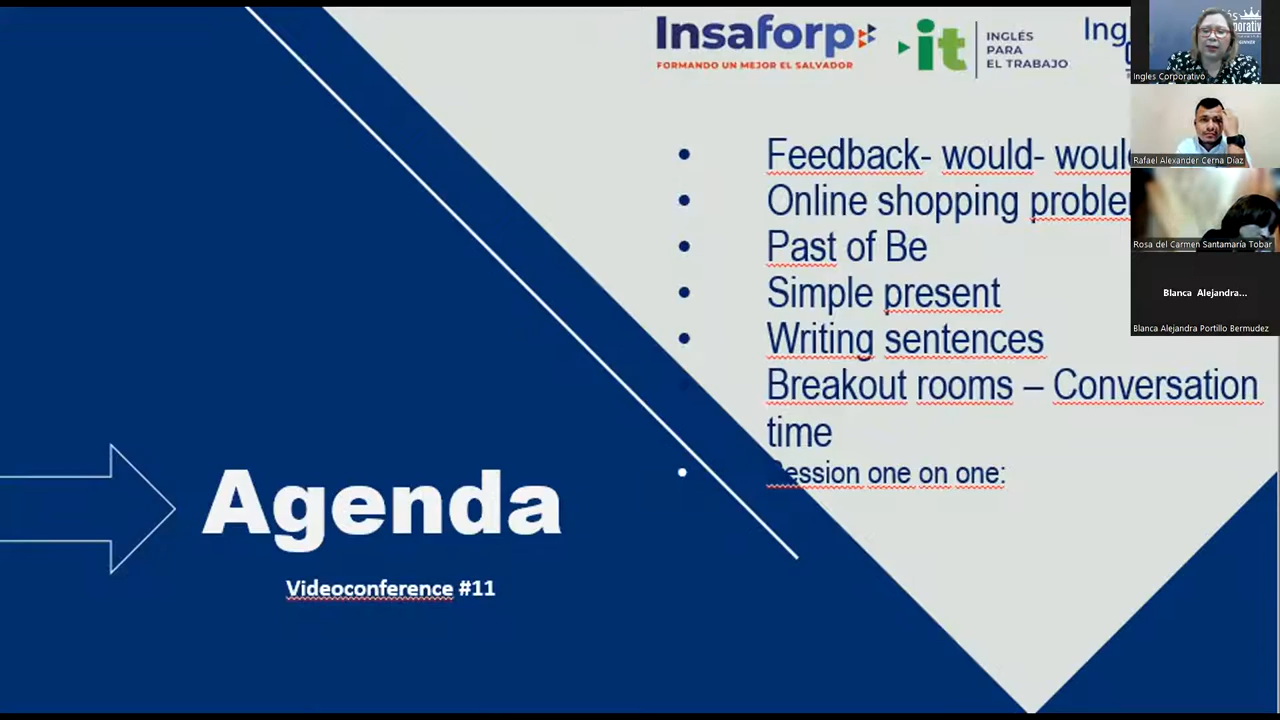 Insaforp
FORMANDO UN MEJOR EL SALVADOR
it
INGLÉS
PARA
EL TRABAJO
Ing
Feedback- would- woul
Online shopping proble
Past of Be
Simple present
Writing sentences
Breakout rooms – Conversation
time
Session one on one:
Agenda
Videoconference #11
Ingles Corporativo
Rafael Alexander Cerna Díaz
Rosa del Carmen Santamaría Tobar
Blanca Alejandra...
Blanca Alejandra Portillo Bermudez